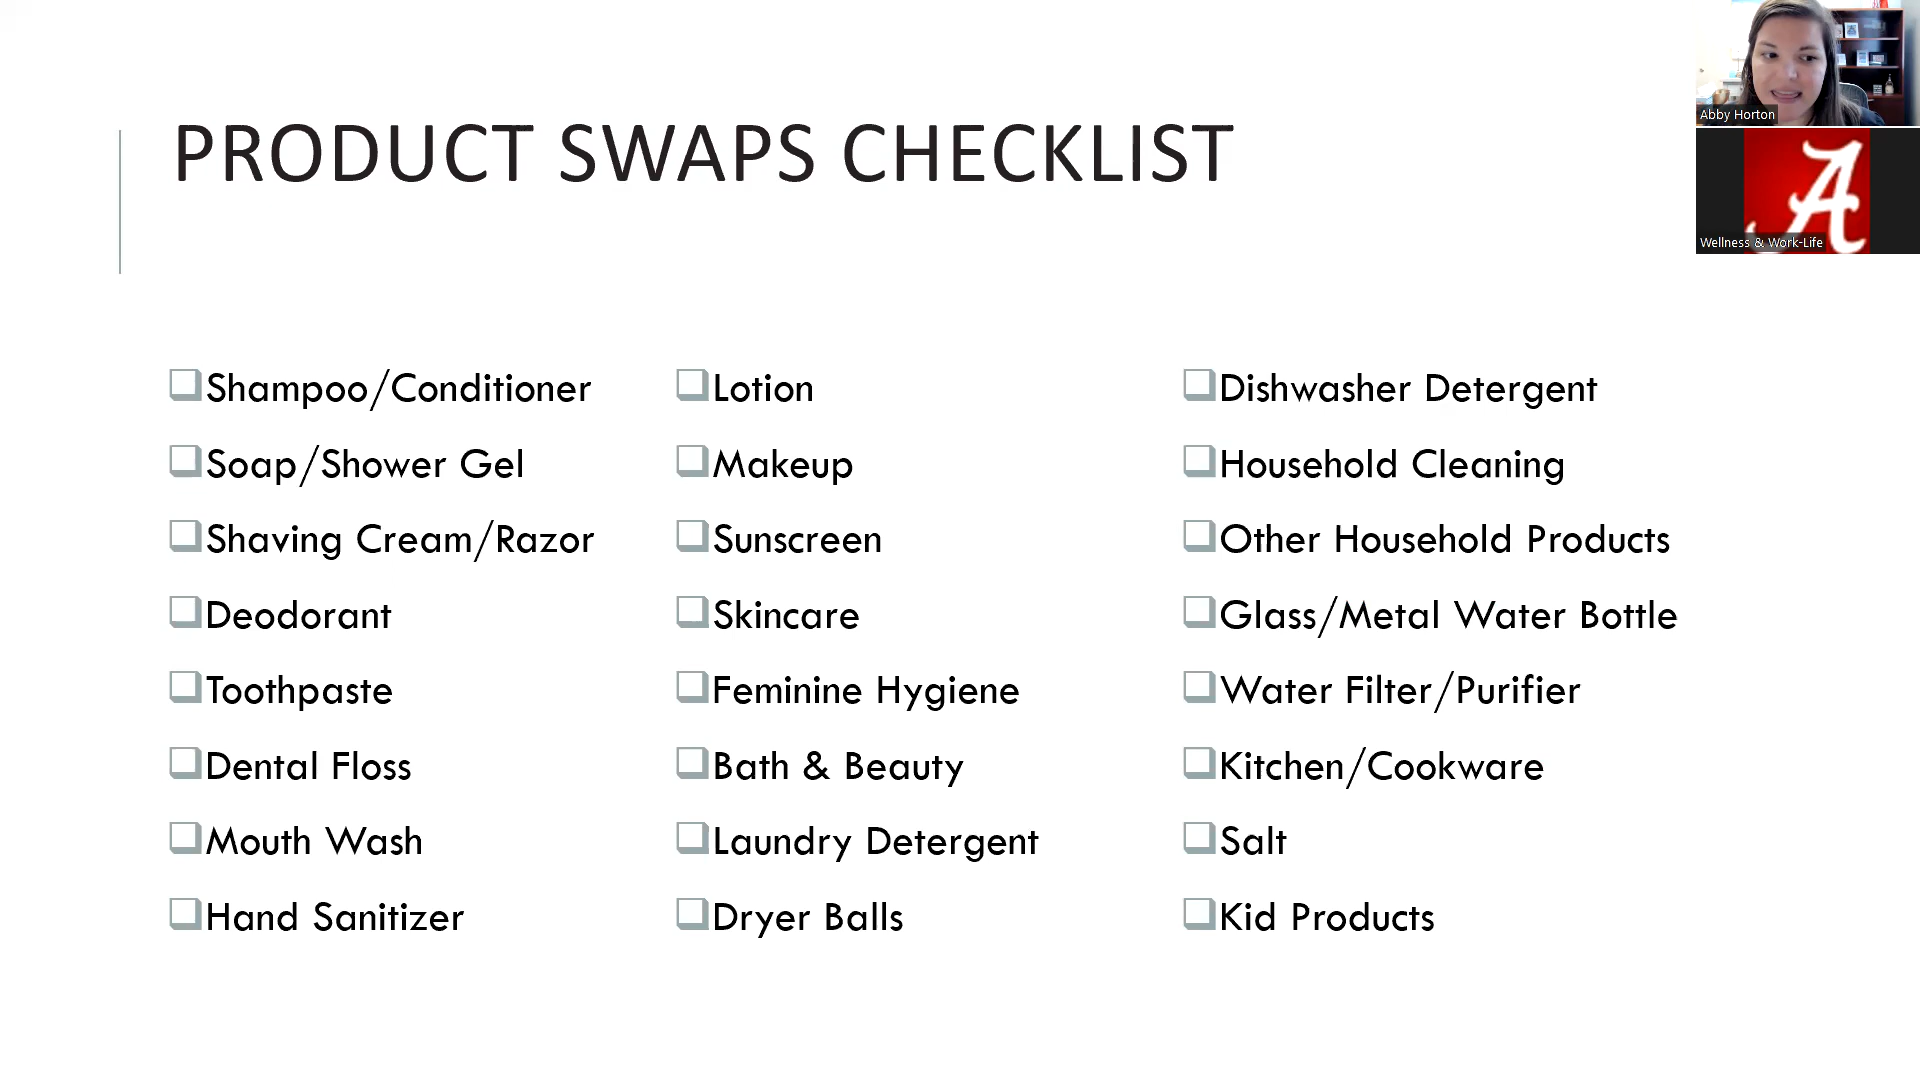 PRODUCT SWAPS CHECKLIST
Shampoo/Conditioner
Soap/Shower Gel
Shaving Cream/Razor
Deodorant
Toothpaste
Dental Floss
Mouth Wash
Hand Sanitizer
Lotion
Makeup
Sunscreen
Skincare
Feminine Hygiene
Bath & Beauty
Laundry Detergent
Dryer Balls
Dishwasher Detergent
Household Cleaning
Other Household Products
Glass/Metal Water Bottle
Water Filter/Purifier
Kitchen/Cookware
Salt
Kid Products
Abby Horton
A
Wellness & Work-Life